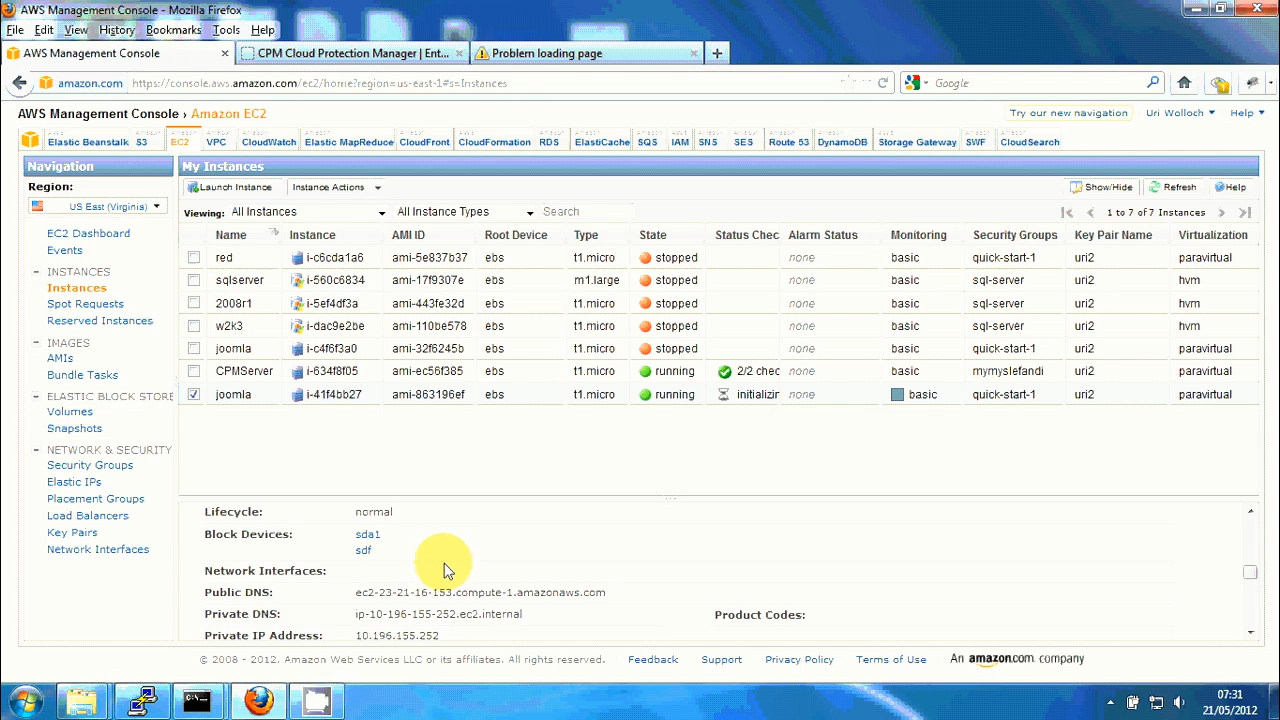 AWS Management Console - Mozilla Firefox
File Edit View History Bookmarks Tools Help
AWS Management Console
CPM Cloud Protection Manager | Ent...
Problem loading page
amazon.com
https://console.aws.amazon.com/ec2/home?region=us-east-1#s=Instances
Google
AWS Management Console › Amazon EC2
Try our new navigation
Uri Wolloch
Help
Elastic Beanstalk S3 EC2 VPC CloudWatch Elastic MapReduce CloudFront CloudFormation RDS ElastiCache SQS IAM SNS SES Route 53 DynamoDB Storage Gateway SWF CloudSearch
Navigation
Region:
US East (Virginia)
EC2 Dashboard
Events
INSTANCES
Instances
Spot Requests
Reserved Instances
IMAGES
AMIs
Bundle Tasks
ELASTIC BLOCK STORE
Volumes
Snapshots
NETWORK & SECURITY
Security Groups
Elastic IPs
Placement Groups
Load Balancers
Key Pairs
Network Interfaces
My Instances
Launch Instance Instance Actions Show/Hide Refresh Help
Viewing: All Instances All Instance Types Search 1 to 7 of 7 Instances
Name Instance AMI ID Root Device Type State Status Chec Alarm Status Monitoring Security Groups Key Pair Name Virtualization
red i-c6cda1a6 ami-5e837b37 ebs t1.micro stopped none basic quick-start-1 uri2 paravirtual
sqlserver i-560c6834 ami-17f9307e ebs m1.large stopped none basic sql-server uri2 hvm
2008r1 i-5ef4df3a ami-443fe32d ebs t1.micro stopped none basic sql-server uri2 hvm
w2k3 i-dac9e2be ami-110be578 ebs t1.micro stopped none basic sql-server uri2 hvm
joomla i-c4f6f3a0 ami-32f6245b ebs t1.micro stopped none basic quick-start-1 uri2 paravirtual
CPMServer i-634f8f05 ami-ec56f385 ebs t1.micro running 2/2 chec none basic mymyslefandi uri2 paravirtual
joomla i-41f4bb27 ami-863196ef ebs t1.micro running initializin none basic quick-start-1 uri2 paravirtual
Lifecycle: normal
Block Devices: sda1
sdf
Network Interfaces:
Public DNS: ec2-23-21-16-153.compute-1.amazonaws.com
Private DNS: ip-10-196-155-252.ec2.internal Product Codes:
Private IP Address: 10.196.155.252
© 2008 - 2012, Amazon Web Services LLC or its affiliates. All rights reserved. Feedback Support Privacy Policy Terms of Use An amazon.com company
07:31
21/05/2012